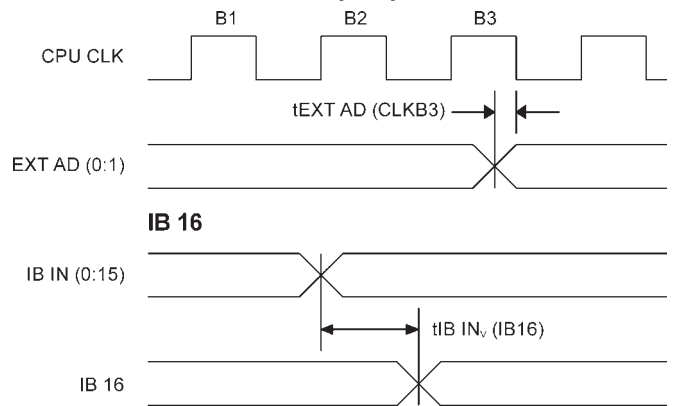 B1 B2 B3
CPU CLK
tEXT AD (CLKB3)
EXT AD (0:1)
IB 16
IB IN (0:15)
tIB INᵥ (IB16)
IB 16